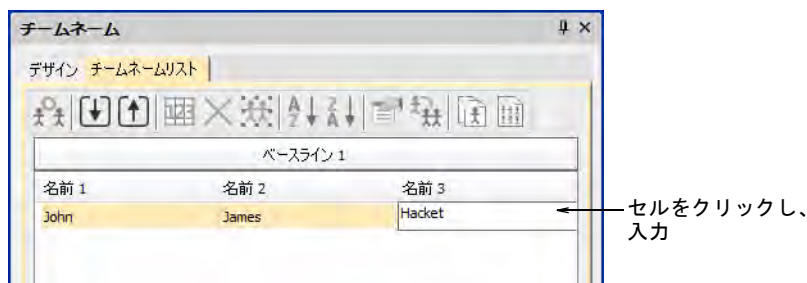 チームネーム
デザイン チームネームリスト
ベースライン 1
名前 1 名前 2 名前 3
John James Hacket
セルをクリックし、
入力